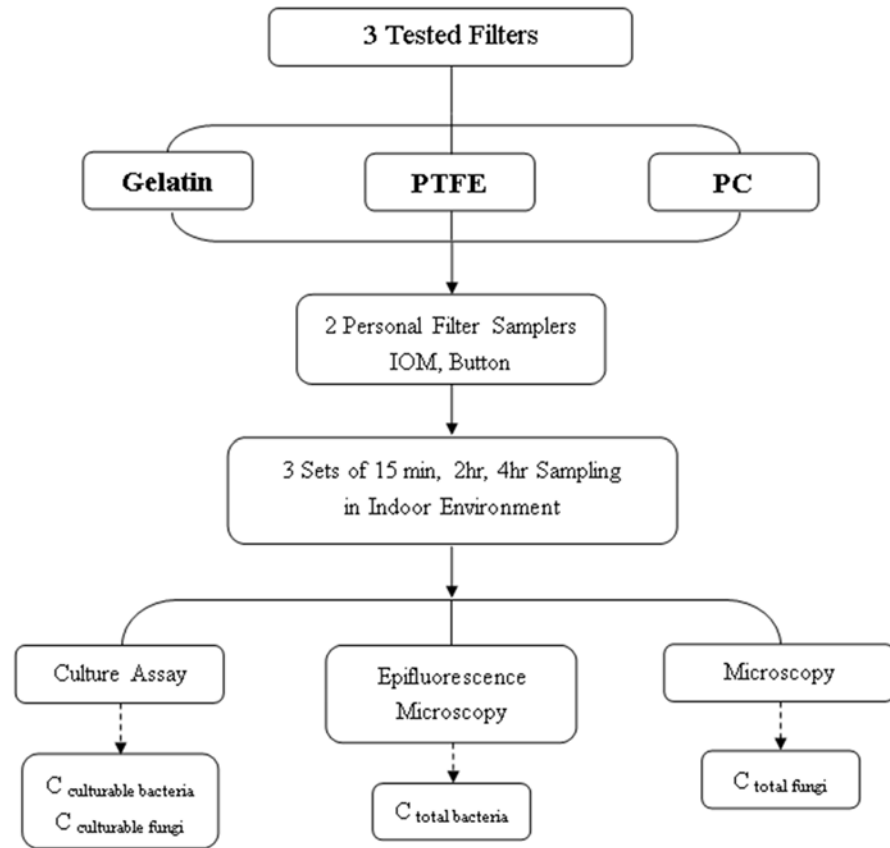 3 Tested Filters
Gelatin
PTFE
PC
2 Personal Filter Samplers
IOM, Button
3 Sets of 15 min, 2hr, 4hr Sampling
in Indoor Environment
Culture Assay
Epifluorescence
Microscopy
Microscopy
C culturable bacteria
C culturable fungi
C total bacteria
C total fungi